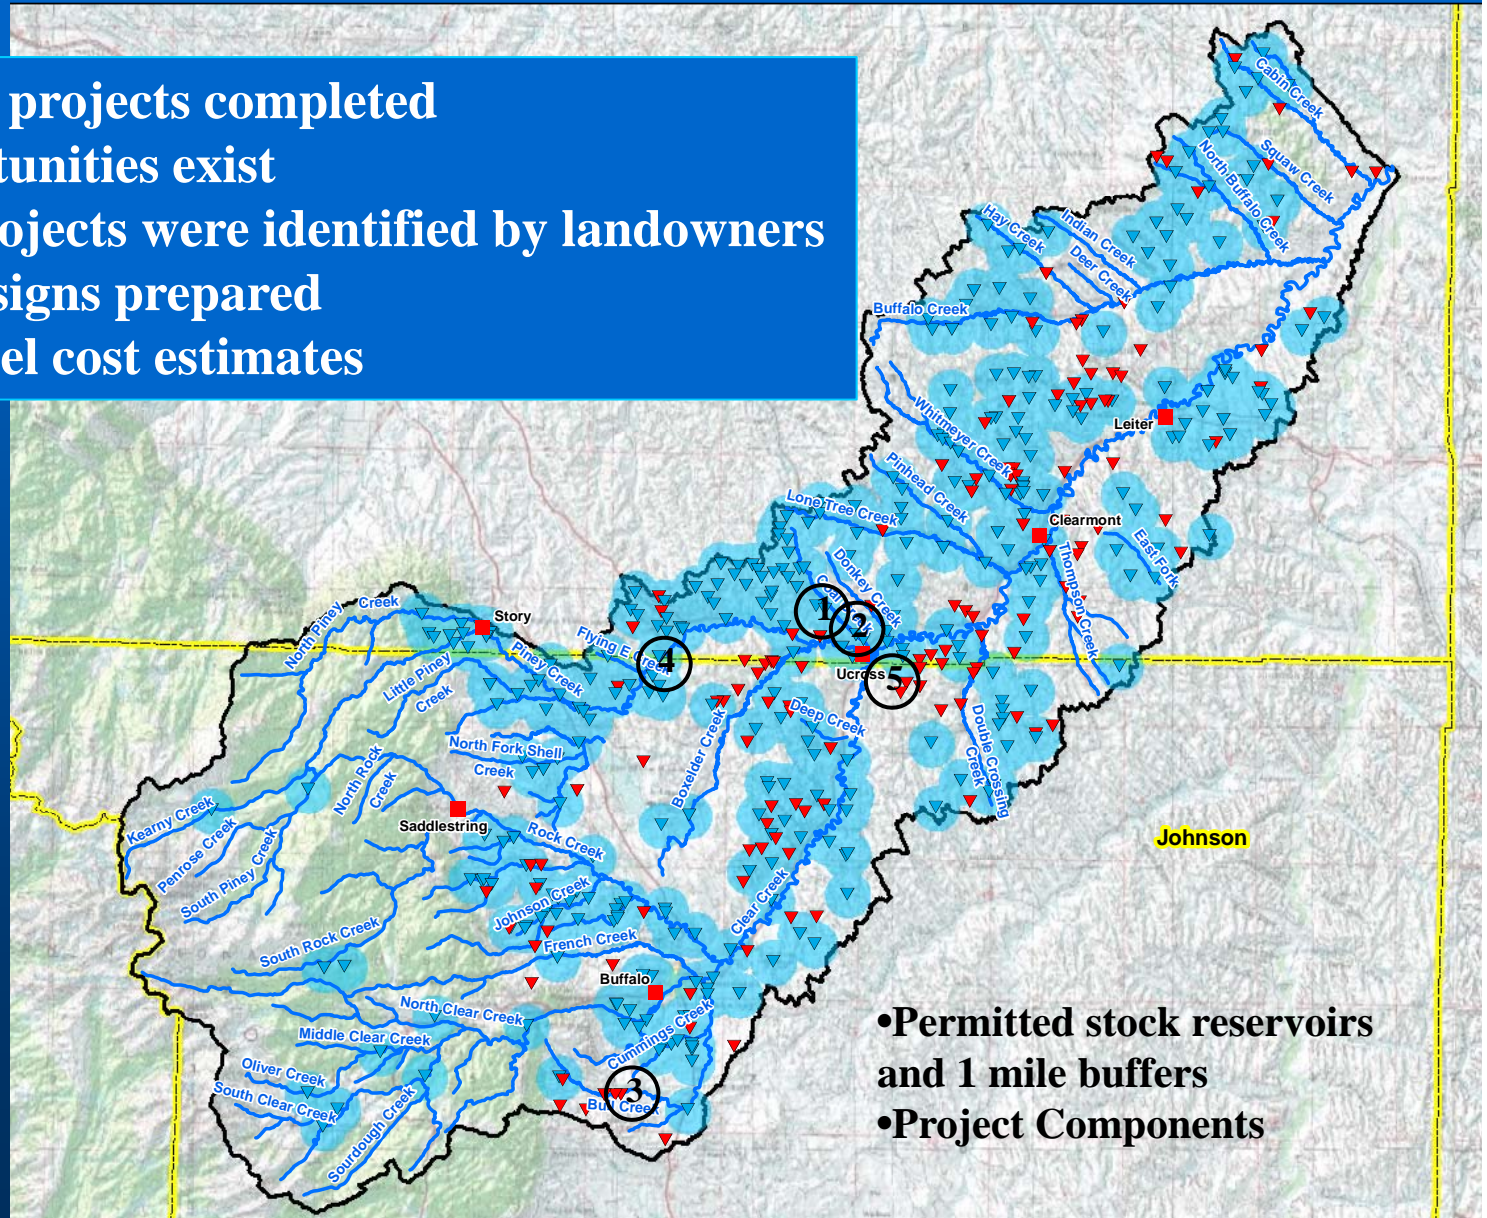 projects completed
tunities exist
ojects were identified by landowners
signs prepared
el cost estimates
Cabin Creek
Squaw Creek
North Buffalo Creek
Indian Creek
Hay Creek
Deer Creek
Buffalo Creek
Whitmeyer Creek
Leiter
Pinhead Creek
Lone Tree Creek
Clearmont
East Fork
Thompson Creek
Donkey Creek
1
2
Story
North Piney Creek
Flying E Creek
4
Piney Creek
Little Piney
Creek
Ucross
5
Deep Creek
Double Crossing
Creek
Boxelder Creek
North Fork Shell
Creek
North Rock
Creek
Kearny Creek
Saddlestring
Rock Creek
Penrose Creek
South Piney Creek
Johnson
Johnson Creek
Clear Creek
South Rock Creek
French Creek
Buffalo
North Clear Creek
Middle Clear Creek
Cummings Creek
Oliver Creek
South Clear Creek
Sourdough Creek
3
Bull Creek
•Permitted stock reservoirs
and 1 mile buffers
•Project Components